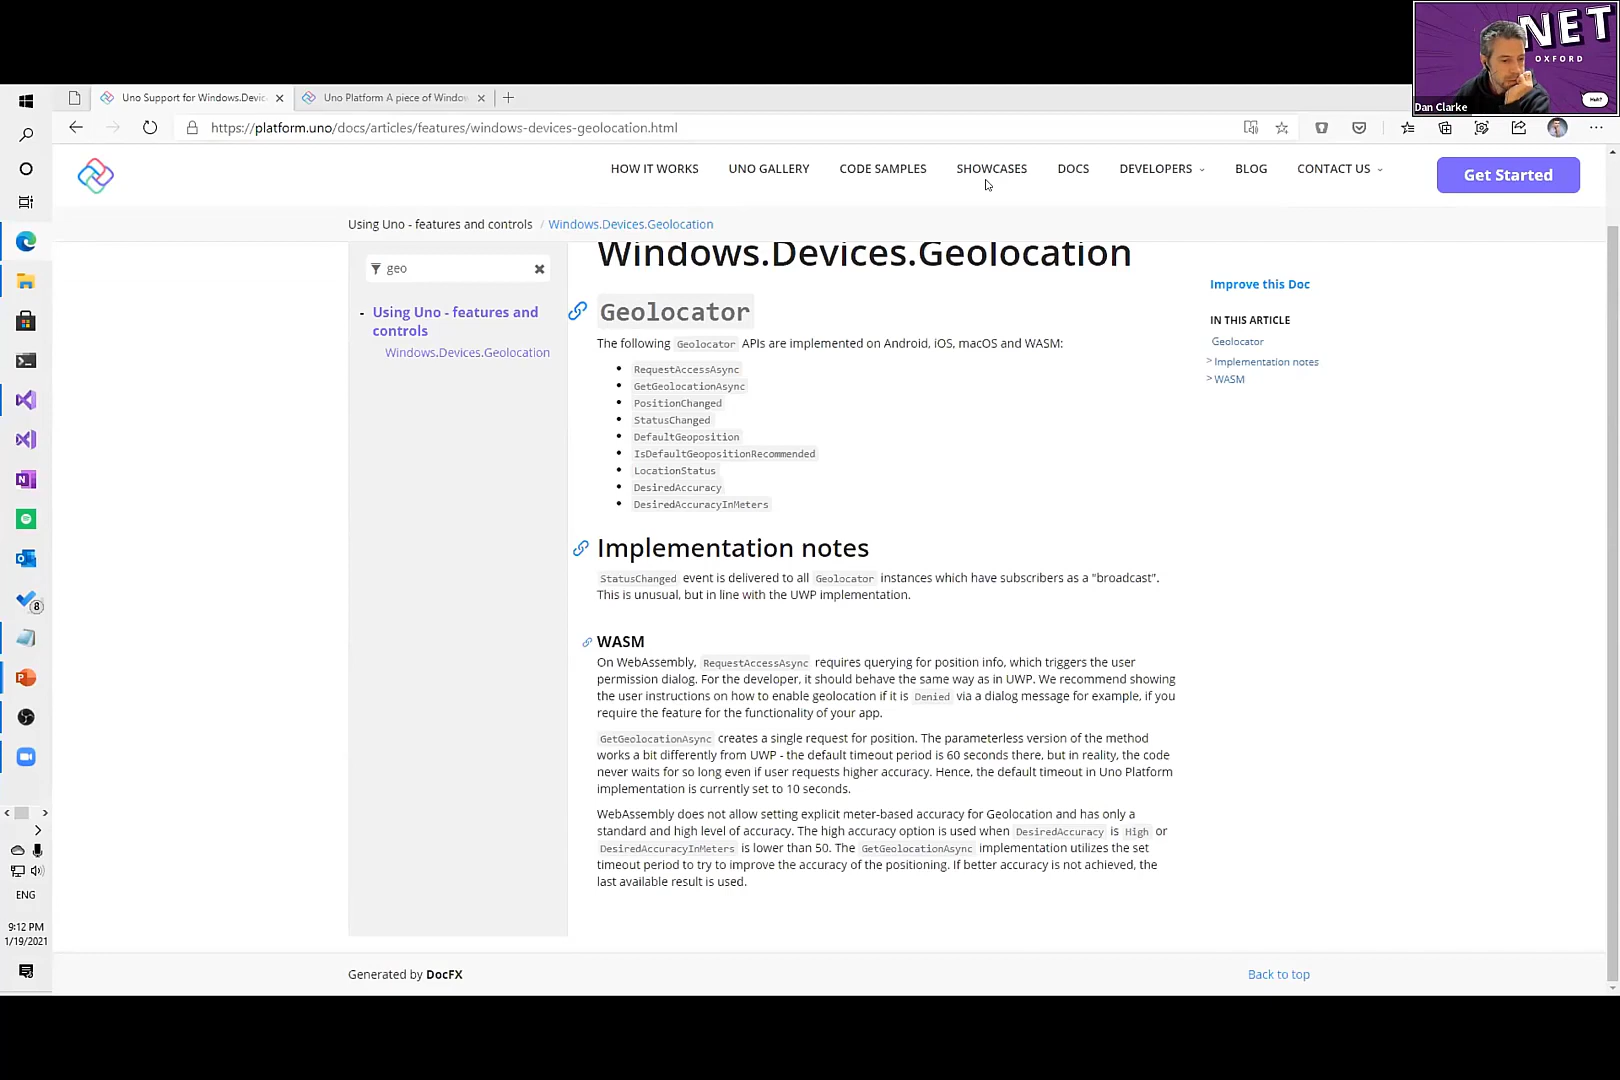 NET
OXFORD
Dan Clarke
Uno Support for Windows.Devic
Uno Platform A piece of Window
https://platform.uno/docs/articles/features/windows-devices-geolocation.html
HOW IT WORKS
UNO GALLERY
CODE SAMPLES
SHOWCASES
DOCS
DEVELOPERS
BLOG
CONTACT US
Get Started
Using Uno - features and controls / Windows.Devices.Geolocation
geo
- Using Uno - features and
controls
Windows.Devices.Geolocation
Windows.Devices.Geolocation
Geolocator
The following Geolocator APIs are implemented on Android, iOS, macOS and WASM:
RequestAccessAsync
GetGeolocationAsync
PositionChanged
StatusChanged
DefaultGeoposition
IsDefaultGeopositionRecommended
LocationStatus
DesiredAccuracy
DesiredAccuracyInMeters
Implementation notes
StatusChanged event is delivered to all Geolocator instances which have subscribers as a "broadcast".
This is unusual, but in line with the UWP implementation.
WASM
On WebAssembly, RequestAccessAsync requires querying for position info, which triggers the user
permission dialog. For the developer, it should behave the same way as in UWP. We recommend showing
the user instructions on how to enable geolocation if it is Denied via a dialog message for example, if you
require the feature for the functionality of your app.
GetGeolocationAsync creates a single request for position. The parameterless version of the method
works a bit differently from UWP - the default timeout period is 60 seconds there, but in reality, the code
never waits for so long even if user requests higher accuracy. Hence, the default timeout in Uno Platform
implementation is currently set to 10 seconds.
WebAssembly does not allow setting explicit meter-based accuracy for Geolocation and has only a
standard and high level of accuracy. The high accuracy option is used when DesiredAccuracy is High or
DesiredAccuracyInMeters is lower than 50. The GetGeolocationAsync implementation utilizes the set
timeout period to try to improve the accuracy of the positioning. If better accuracy is not achieved, the
last available result is used.
Improve this Doc
IN THIS ARTICLE
Geolocator
> Implementation notes
> WASM
Generated by DocFX
Back to top
8
ENG
9:12 PM
1/19/2021